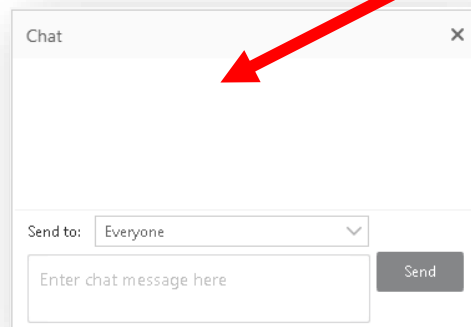 Chat
Send to: Everyone
Enter chat message here
Send